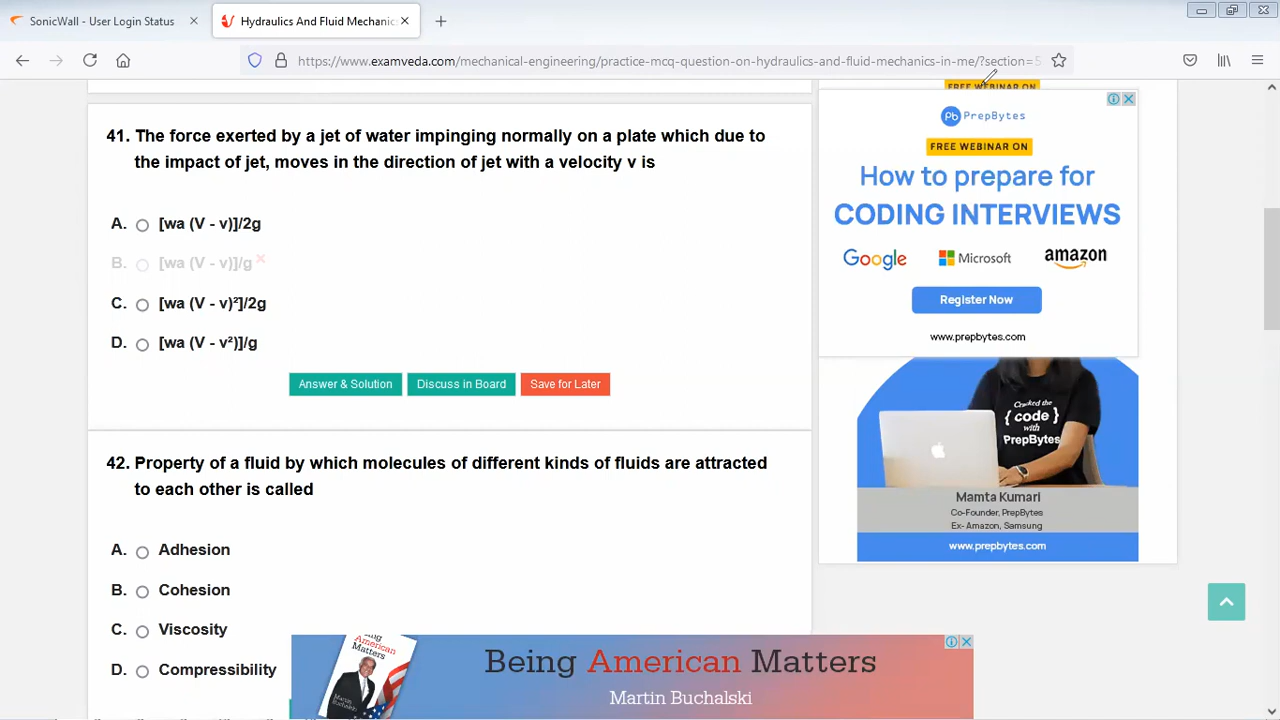 SonicWall - User Login Status
Hydraulics And Fluid Mechanic
https://www.examveda.com/mechanical-engineering/practice-mcq-question-on-hydraulics-and-fluid-mechanics-in-me/?section=5
41. The force exerted by a jet of water impinging normally on a plate which due to
the impact of jet, moves in the direction of jet with a velocity v is
A. [wa (V - v)]/2g
B. [wa (V - v)]/g ×
C. [wa (V - v)²]/2g
D. [wa (V - v²)]/g
Answer & Solution
Discuss in Board
Save for Later
42. Property of a fluid by which molecules of different kinds of fluids are attracted
to each other is called
A. Adhesion
B. Cohesion
C. Viscosity
D. Compressibility
FREE WEBINAR ON
Pb PrepBytes
FREE WEBINAR ON
How to prepare for
CODING INTERVIEWS
Google Microsoft amazon
Register Now
www.prepbytes.com
Cracked the
{ code }
with
PrepBytes
Mamta Kumari
Co-Founder, PrepBytes
Ex- Amazon, Samsung
www.prepbytes.com
American
Matters
Being American Matters
Martin Buchalski